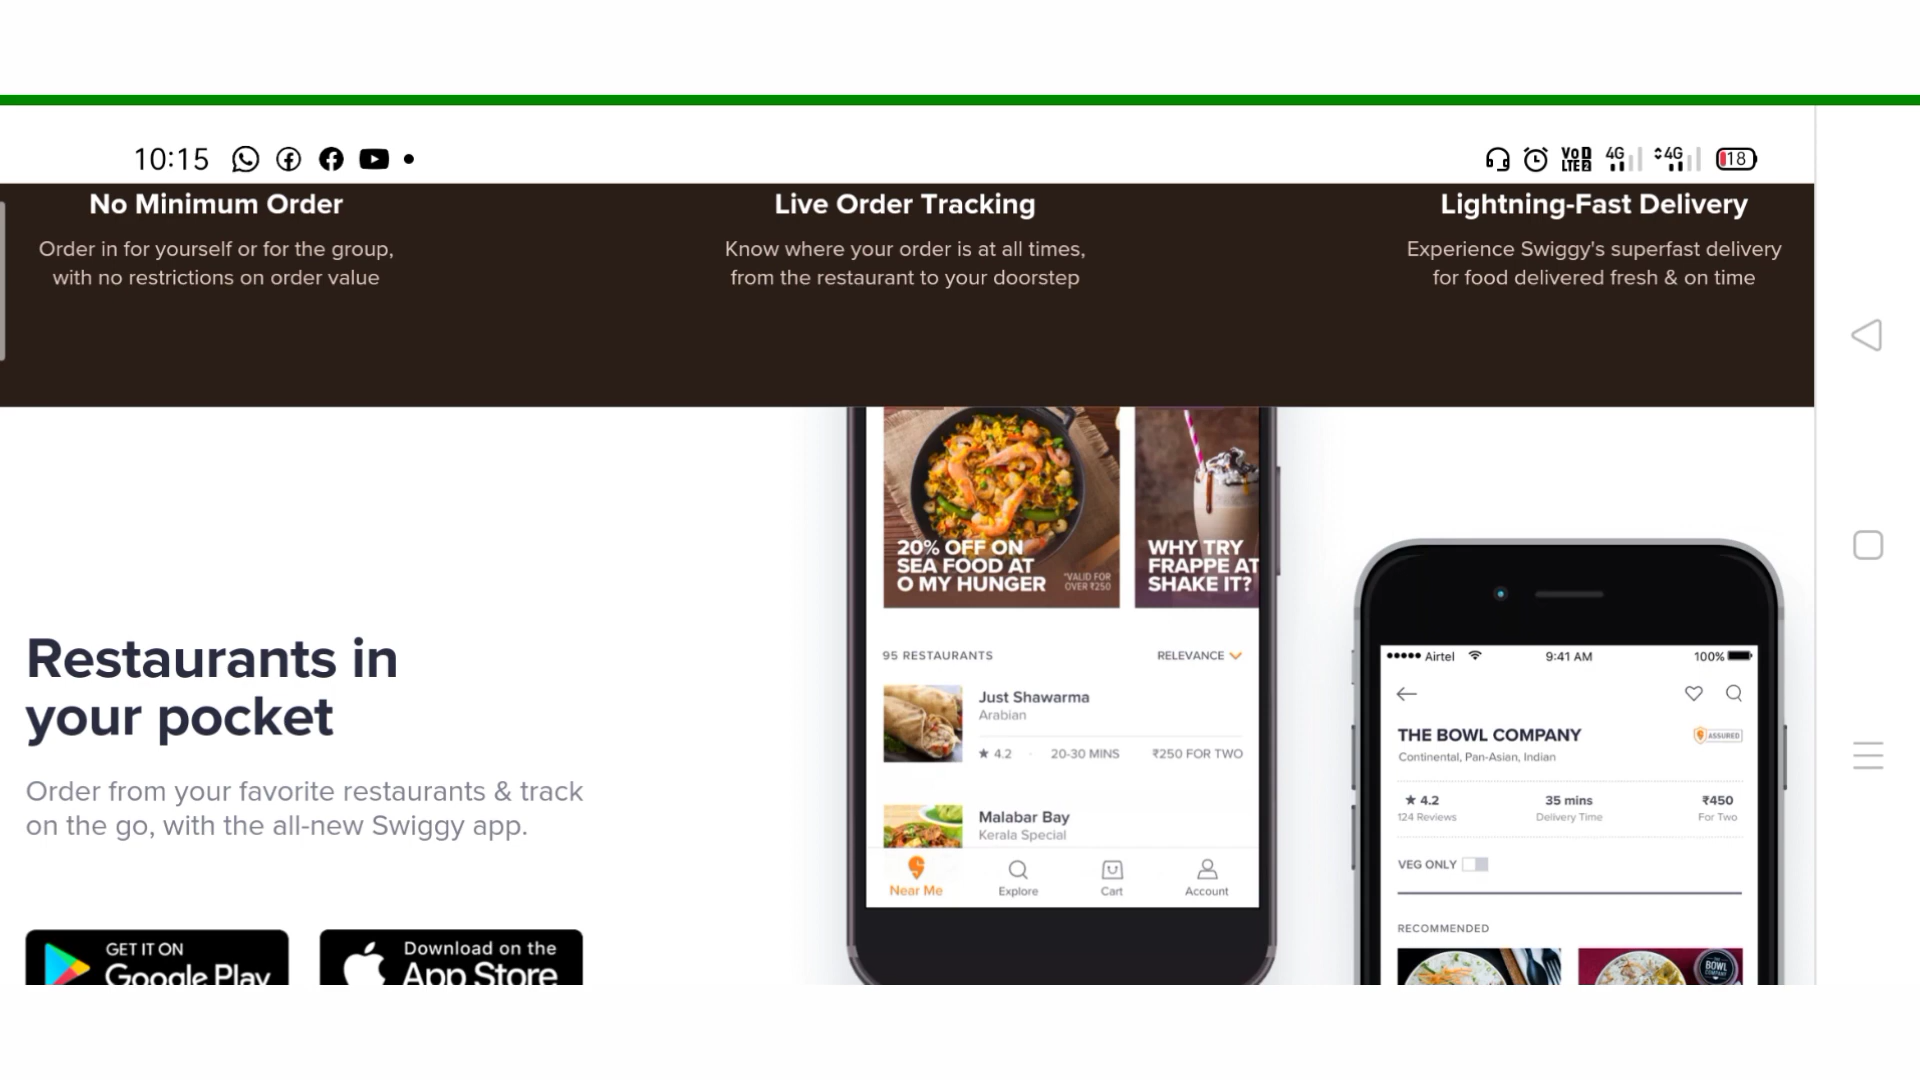 10:15
VoD LTE2 4G 4G 18
No Minimum Order
Order in for yourself or for the group,
with no restrictions on order value
Live Order Tracking
Know where your order is at all times,
from the restaurant to your doorstep
Lightning-Fast Delivery
Experience Swiggy's superfast delivery
for food delivered fresh & on time
Restaurants in
your pocket
Order from your favorite restaurants & track
on the go, with the all-new Swiggy app.
GET IT ON
Google Play
Download on the
App Store
20% OFF ON
SEA FOOD AT
O MY HUNGER
*VALID FOR
OVER ₹250
WHY TRY
FRAPPE AT
SHAKE IT?
95 RESTAURANTS
RELEVANCE
Just Shawarma
Arabian
★ 4.2 · 20-30 MINS ₹250 FOR TWO
Malabar Bay
Kerala Special
Near Me Explore Cart Account
Airtel 9:41 AM 100%
THE BOWL COMPANY
ASSURED
Continental, Pan-Asian, Indian
★ 4.2 35 mins ₹450
124 Reviews Delivery Time For Two
VEG ONLY
RECOMMENDED
BOWL
COMPANY